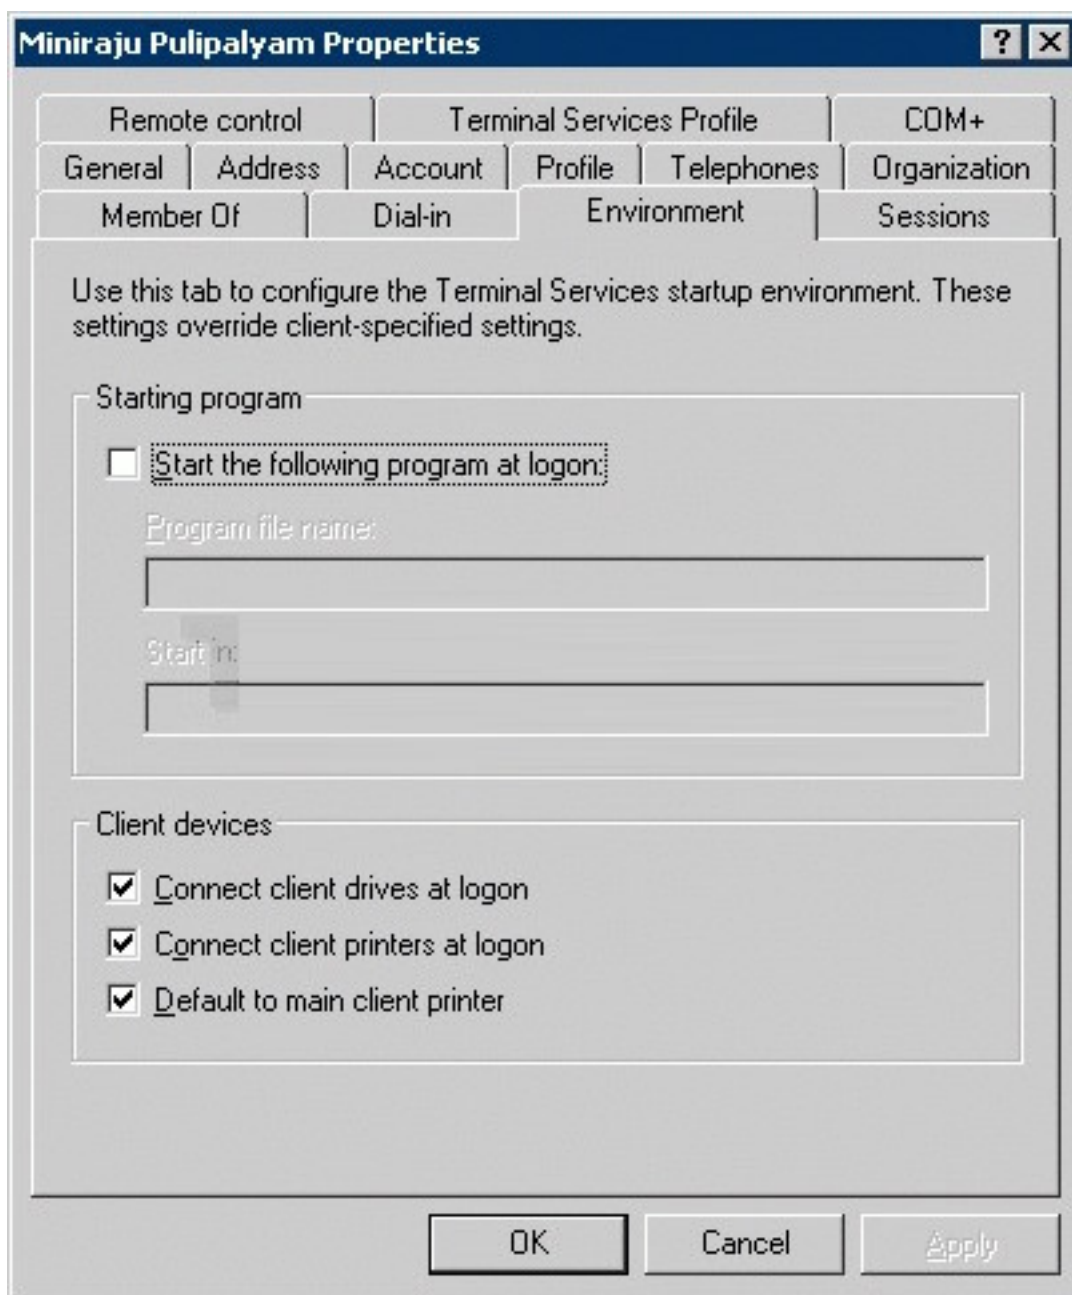 Miniraju Pulipalyam Properties
Remote control Terminal Services Profile COM+
General Address Account Profile Telephones Organization
Member Of Dial-in Environment Sessions
Use this tab to configure the Terminal Services startup environment. These
settings override client-specified settings.
Starting program
Start the following program at logon:
Program file name:
Start in:
Client devices
Connect client drives at logon
Connect client printers at logon
Default to main client printer
OK Cancel Apply